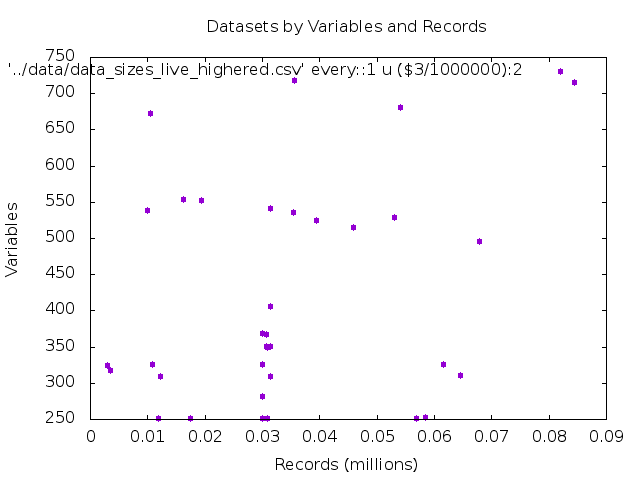 Datasets by Variables and Records
750
'../data/data_sizes_live_highered.csv' every::1 u ($3/1000000):2
700
650
600
550
500
450
400
350
300
250
Variables
0 0.01 0.02 0.03 0.04 0.05 0.06 0.07 0.08 0.09
Records (millions)